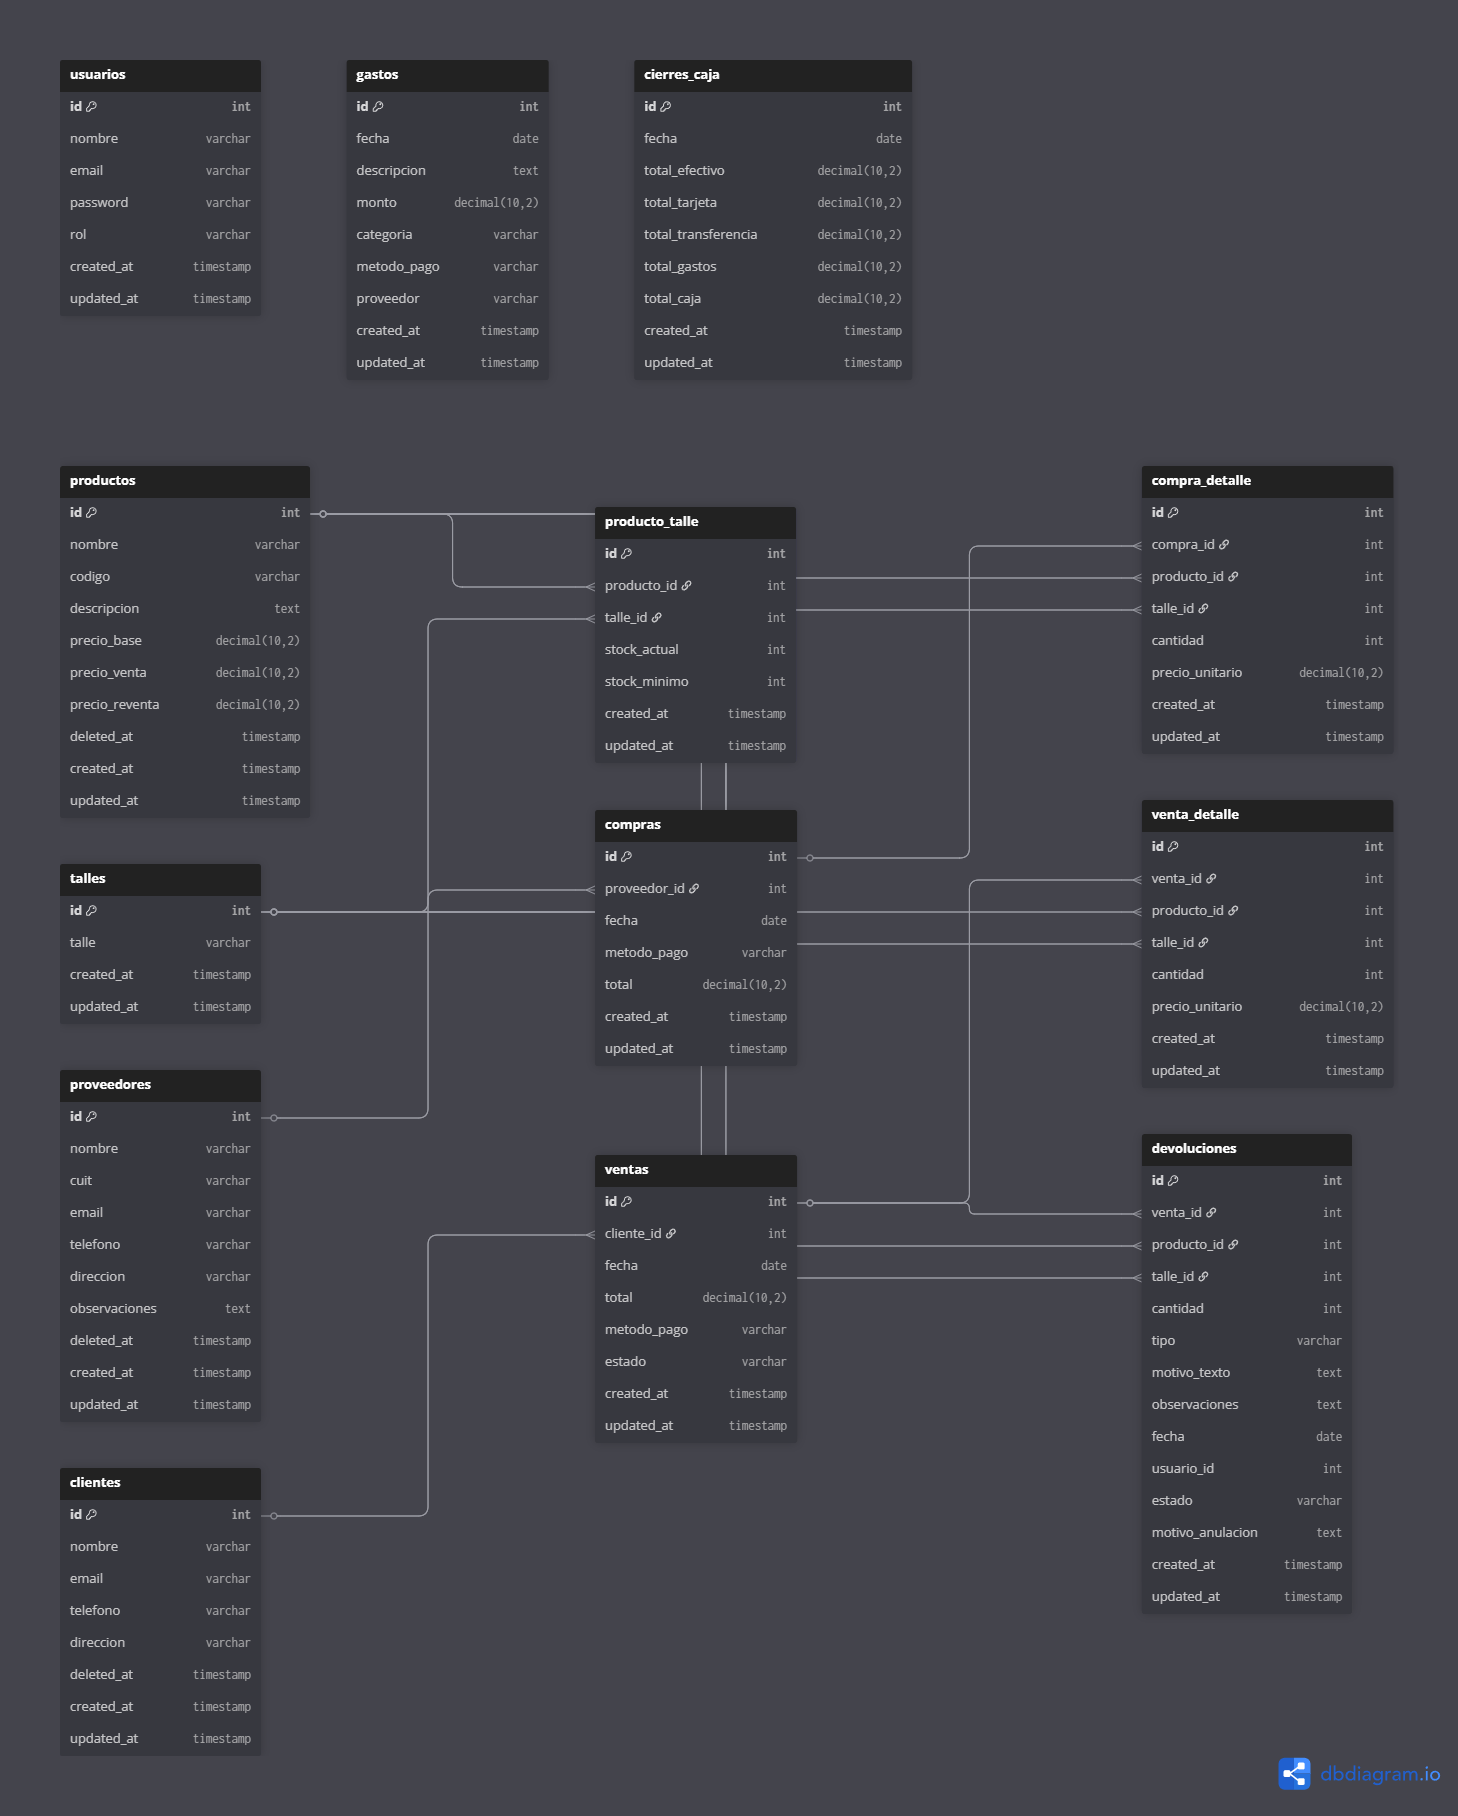 usuarios
id int
nombre varchar
email varchar
password varchar
rol varchar
created_at timestamp
updated_at timestamp
gastos
id int
fecha date
descripcion text
monto decimal(10,2)
categoria varchar
metodo_pago varchar
proveedor varchar
created_at timestamp
updated_at timestamp
cierres_caja
id int
fecha date
total_efectivo decimal(10,2)
total_tarjeta decimal(10,2)
total_transferencia decimal(10,2)
total_gastos decimal(10,2)
total_caja decimal(10,2)
created_at timestamp
updated_at timestamp
productos
id int
nombre varchar
codigo varchar
descripcion text
precio_base decimal(10,2)
precio_venta decimal(10,2)
precio_reventa decimal(10,2)
deleted_at timestamp
created_at timestamp
updated_at timestamp
talles
id int
talle varchar
created_at timestamp
updated_at timestamp
proveedores
id int
nombre varchar
cuit varchar
email varchar
telefono varchar
direccion varchar
observaciones text
deleted_at timestamp
created_at timestamp
updated_at timestamp
clientes
id int
nombre varchar
email varchar
telefono varchar
direccion varchar
deleted_at timestamp
created_at timestamp
updated_at timestamp
producto_talle
id int
producto_id int
talle_id int
stock_actual int
stock_minimo int
created_at timestamp
updated_at timestamp
compras
id int
proveedor_id int
fecha date
metodo_pago varchar
total decimal(10,2)
created_at timestamp
updated_at timestamp
ventas
id int
cliente_id int
fecha date
total decimal(10,2)
metodo_pago varchar
estado varchar
created_at timestamp
updated_at timestamp
compra_detalle
id int
compra_id int
producto_id int
talle_id int
cantidad int
precio_unitario decimal(10,2)
created_at timestamp
updated_at timestamp
venta_detalle
id int
venta_id int
producto_id int
talle_id int
cantidad int
precio_unitario decimal(10,2)
created_at timestamp
updated_at timestamp
devoluciones
id int
venta_id int
producto_id int
talle_id int
cantidad int
tipo varchar
motivo_texto text
observaciones text
fecha date
usuario_id int
estado varchar
motivo_anulacion text
created_at timestamp
updated_at timestamp
dbdiagram.io